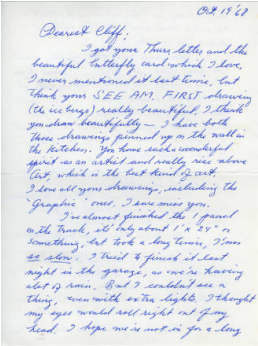 Oct 19 '68
Dearest Cliff:
I got your Thurs letter and the
beautiful butterfly card which I love,
I never mentioned it last time, but
think your SEE AM FIRST drawing
(the icebergs) really beautiful, I think
you draw beautifully – I have both
those drawings pinned up on the wall in
the kitchen. You have such a wonderful
spirit as an artist and really rise above
Art, which is the best kind of art,
I love all your drawings, including the
"graphic" ones. I sure miss you.
I've almost finished the 1 panel
on the truck, it's only about 1' x 24" or
something, but took a long time, I'm
so slow. I tried to finish it last
night in the garage, as we're having
alot of rain. But I couldn't see a
thing, even with extra lights, I thought
my eyes would roll right out of my
head. I hope we're not in for a long